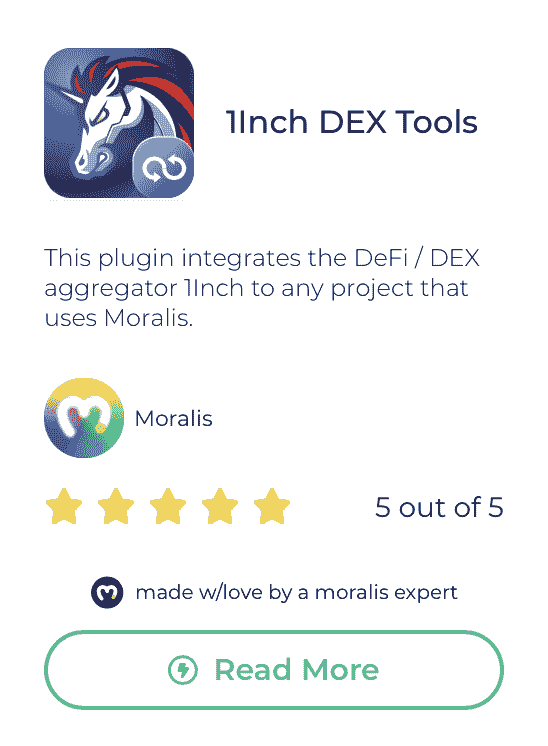 1Inch DEX Tools
This plugin integrates the DeFi / DEX
aggregator 1Inch to any project that
uses Moralis.
Moralis
5 out of 5
made w/love by a moralis expert
Read More